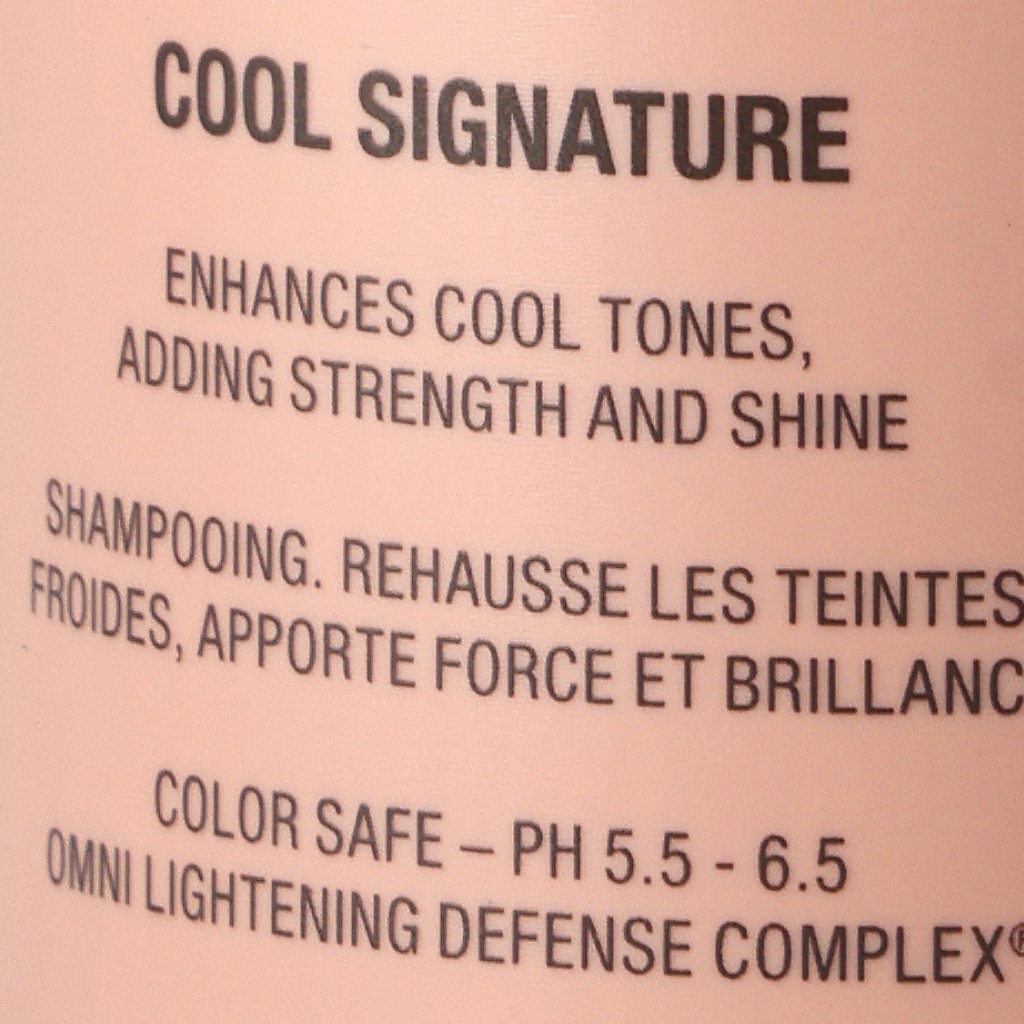 COOL SIGNATURE
ENHANCES COOL TONES,
ADDING STRENGTH AND SHINE
SHAMPOOING. REHAUSSE LES TEINTES
FROIDES, APPORTE FORCE ET BRILLANC
COLOR SAFE – PH 5.5 - 6.5
OMNI LIGHTENING DEFENSE COMPLEX®